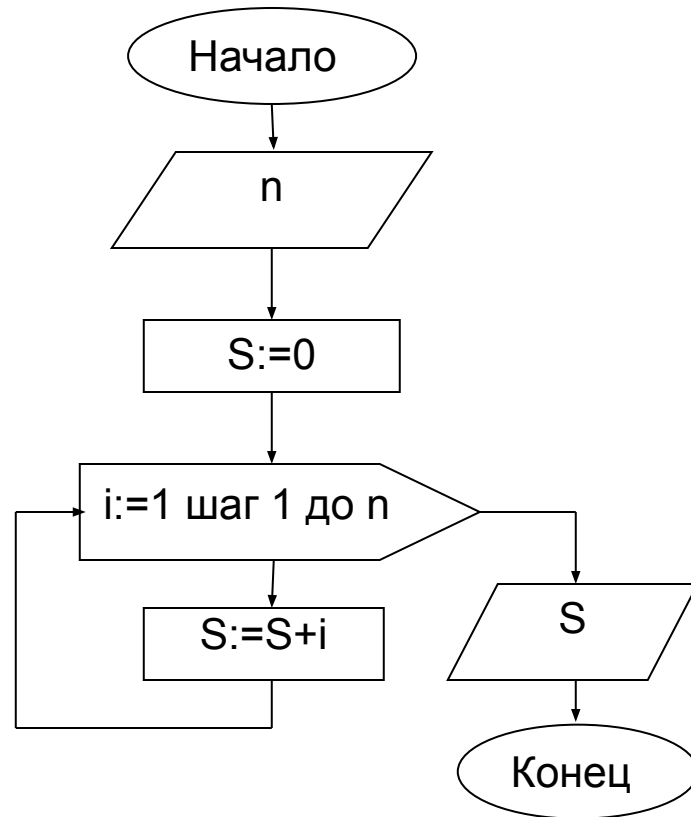 Начало
n
S:=0
i:=1 шаг 1 до n
S:=S+i
S
Конец